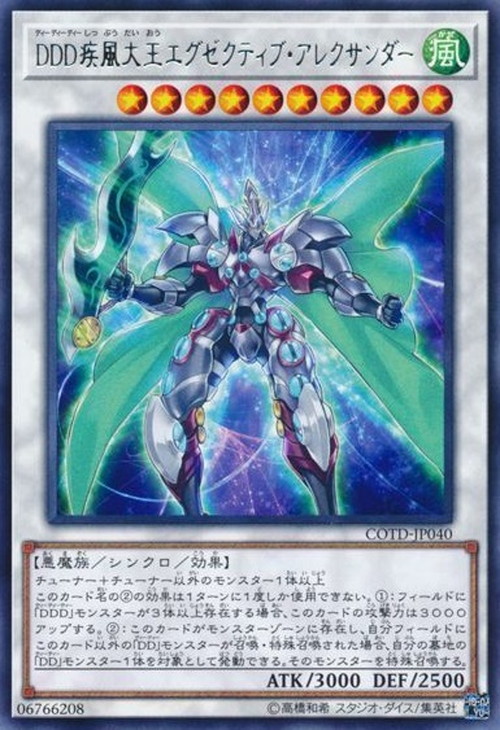 ディーディーディーしっぷうだいおう
DDD疾風大王エグゼクティブ・アレクサンダー
かぜ
風
COTD-JP040
【悪魔族／シンクロ／効果】
チューナー＋チューナー以外のモンスター1体以上
このカード名の②の効果は1ターンに1度しか使用できない。①：フィールドに
「DDD」モンスターが3体以上存在する場合、このカードの攻撃力は3000
アップする。②：このカードがモンスターゾーンに存在し、自分フィールドに
このカード以外の「DD」モンスターが召喚・特殊召喚された場合、自分の墓地の
「DD」モンスター1体を対象として発動できる。そのモンスターを特殊召喚する。
ATK/3000 DEF/2500
06766208 ©高橋和希 スタジオ・ダイス/集英社